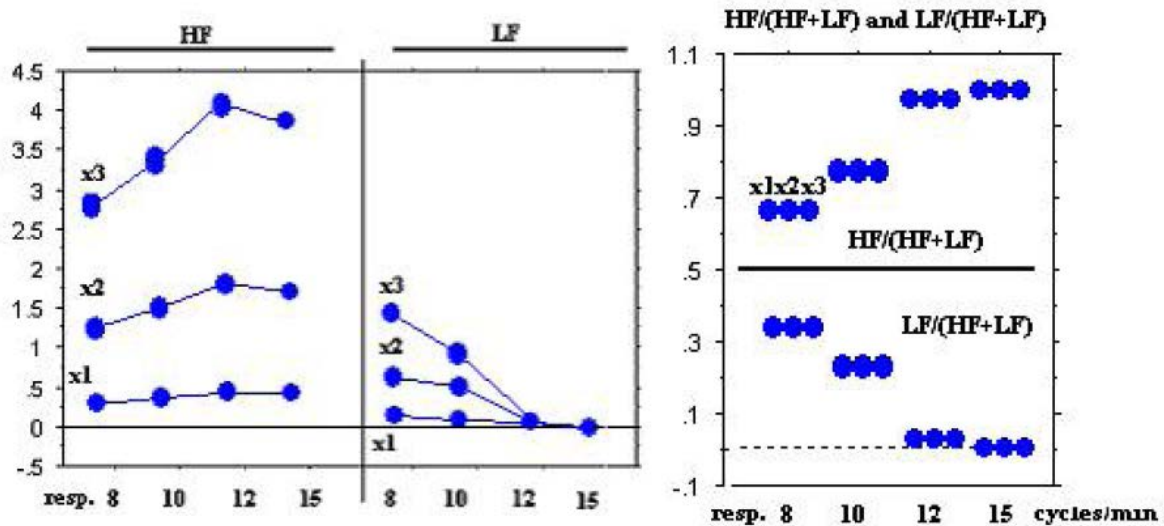 HF LF
4.5
4
3.5
3
2.5
2
1.5
1
.5
0
-.5
x3
x2
x1
x3
x2
x1
resp. 8 10 12 15 8 10 12 15
HF/(HF+LF) and LF/(HF+LF)
1.1
.9
.7
.5
.3
.1
-.1
x1x2x3
HF/(HF+LF)
LF/(HF+LF)
resp. 8 10 12 15 cycles/min